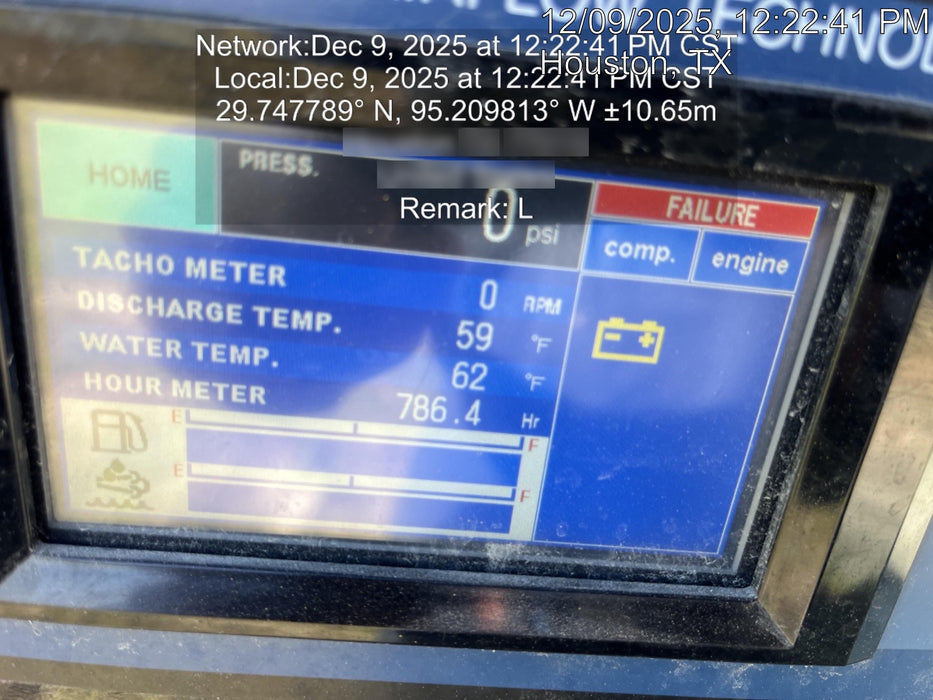 12/09/2025, 12:22:41 PM
Network:Dec 9, 2025 at 12:22:41 PM CST
Houston, TX
Local:Dec 9, 2025 at 12:22:41 PM CST
29.747789° N, 95.209813° W ±10.65m
Remark: L
HOME
PRESS.
0 psi
FAILURE
comp. engine
TACHO METER 0 RPM
DISCHARGE TEMP. 59 °F
WATER TEMP. 62 °F
HOUR METER 786.4 Hr
E F
E F